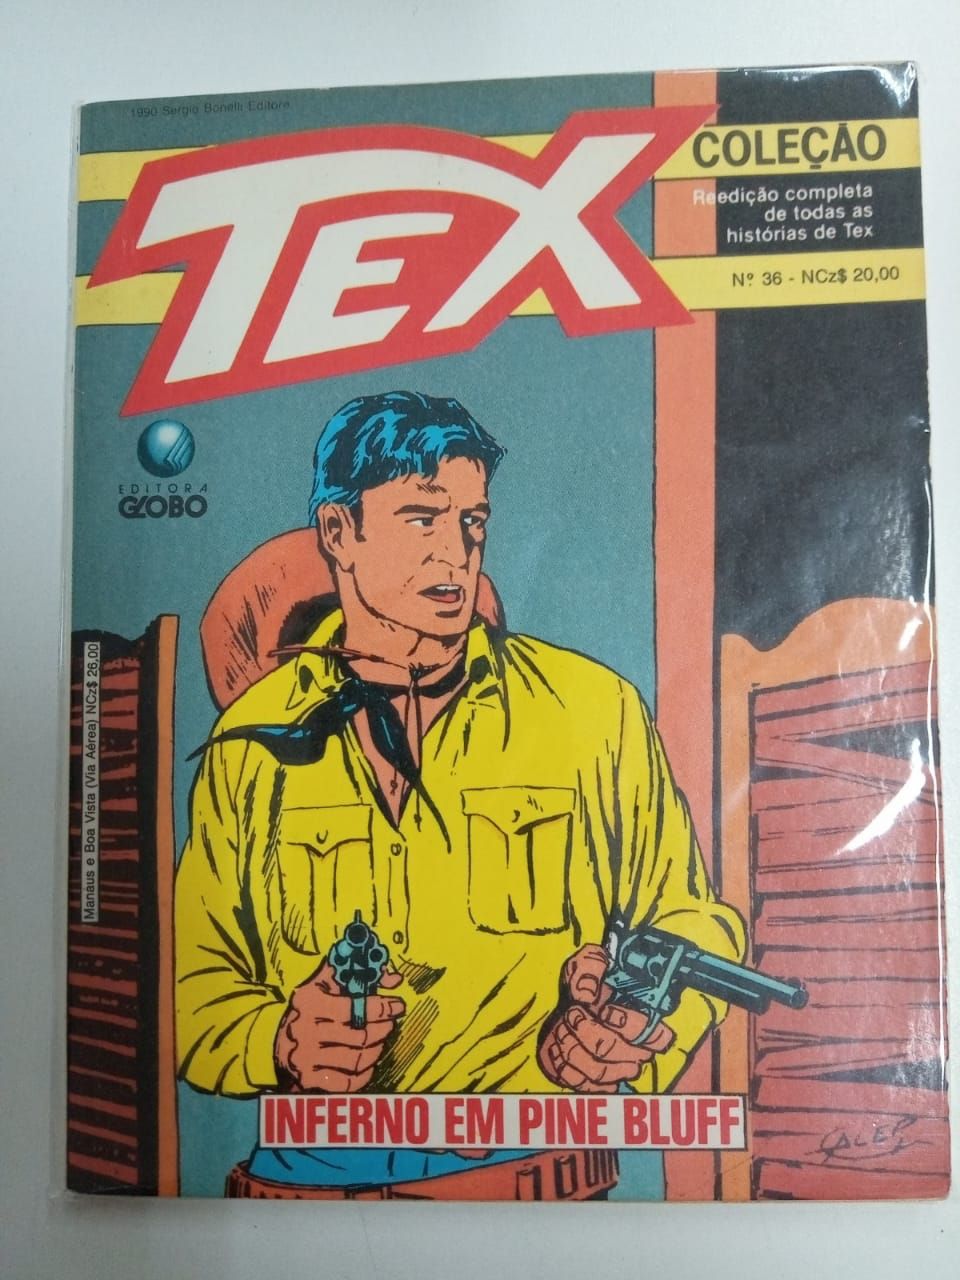 1990 Sergio Bonelli Editore
TEX
COLEÇÃO
Reedição completa
de todas as
histórias de Tex
Nº 36 - NCz$ 20,00
EDITORA
GLOBO
Manaus e Boa Vista (Via Aérea) NCz$ 26,00
INFERNO EM PINE BLUFF
GALEP